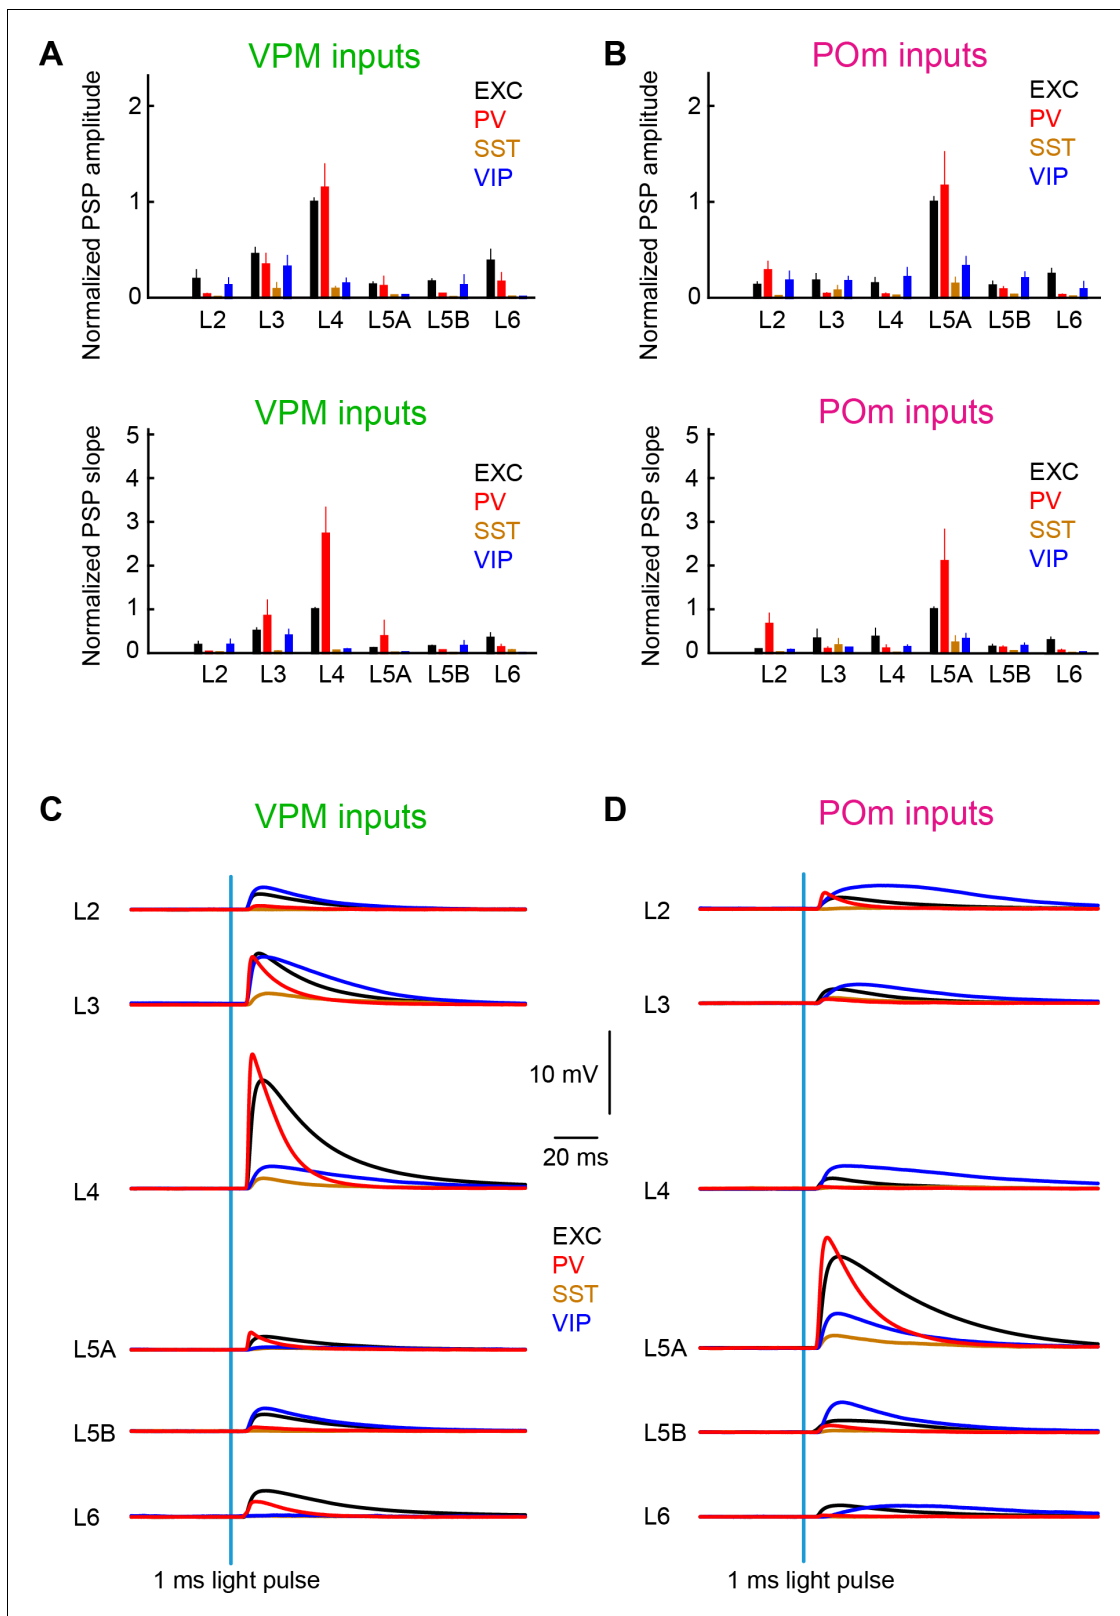 A
VPM inputs
Normalized PSP amplitude
2
1
0
EXC
PV
SST
VIP
L2 L3 L4 L5A L5B L6
B
POm inputs
Normalized PSP amplitude
2
1
0
EXC
PV
SST
VIP
L2 L3 L4 L5A L5B L6
VPM inputs
Normalized PSP slope
5
4
3
2
1
0
EXC
PV
SST
VIP
L2 L3 L4 L5A L5B L6
POm inputs
Normalized PSP slope
5
4
3
2
1
0
EXC
PV
SST
VIP
L2 L3 L4 L5A L5B L6
C
VPM inputs
L2
L3
L4
L5A
L5B
L6
1 ms light pulse
10 mV
20 ms
EXC
PV
SST
VIP
D
POm inputs
L2
L3
L4
L5A
L5B
L6
1 ms light pulse